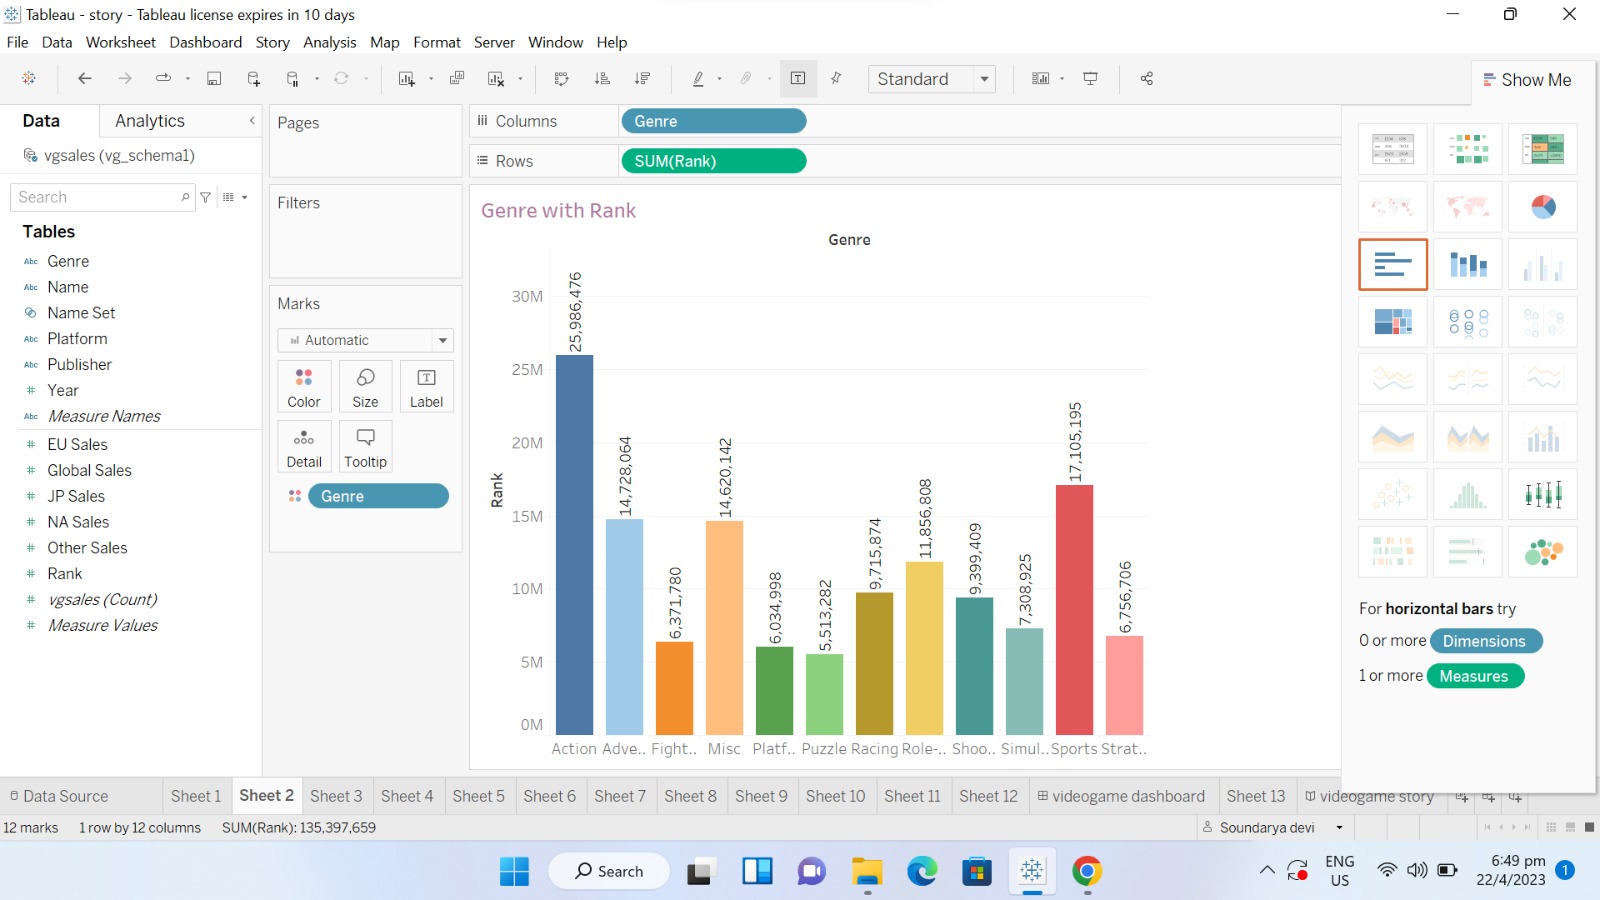 Tableau - story - Tableau license expires in 10 days
File Data Worksheet Dashboard Story Analysis Map Format Server Window Help
Standard
Show Me
Data Analytics
vgsales (vg_schema1)
Search
Tables
Abc Genre
Abc Name
Name Set
Abc Platform
Abc Publisher
# Year
Abc Measure Names
# EU Sales
# Global Sales
# JP Sales
# NA Sales
# Other Sales
# Rank
# vgsales (Count)
# Measure Values
Pages
Filters
Marks
Automatic
Color Size Label
Detail Tooltip
Genre
Columns Genre
Rows SUM(Rank)
Genre with Rank
Genre
Rank
30M
25M
20M
15M
10M
5M
0M
25,986,476
14,728,064
6,371,780
14,620,142
6,034,998
5,513,282
9,715,874
11,856,808
9,399,409
7,308,925
17,105,195
6,756,706
Action Adve.. Fight.. Misc Platf.. Puzzle Racing Role-.. Shoo.. Simul.. Sports Strat..
For horizontal bars try
0 or more Dimensions
1 or more Measures
Data Source Sheet 1 Sheet 2 Sheet 3 Sheet 4 Sheet 5 Sheet 6 Sheet 7 Sheet 8 Sheet 9 Sheet 10 Sheet 11 Sheet 12 videogame dashboard Sheet 13 videogame story
12 marks 1 row by 12 columns SUM(Rank): 135,397,659
Soundarya devi
Search
ENG
US
6:49 pm
22/4/2023
1